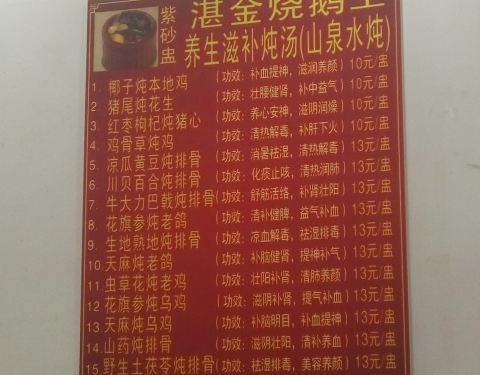 紫砂盅
湛金烧鹅王
养生滋补炖汤(山泉水炖)
1. 椰子炖本地鸡 (功效: 补血提神, 滋润养颜) 10元/盅
2. 猪尾炖花生 (功效: 壮腰健肾, 补中益气) 10元/盅
3. 红枣枸杞炖猪心 (功效: 养心安神, 滋阴润燥) 10元/盅
4. 鸡骨草炖鸡 (功效: 清热解毒, 补肝下火) 10元/盅
5. 凉瓜黄豆炖排骨 (功效: 消暑祛湿, 清热解毒) 13元/盅
6. 川贝百合炖排骨 (功效: 化痰止咳, 清热润肺) 13元/盅
7. 牛大力巴戟炖排骨 (功效: 舒筋活络, 补肾壮阳) 13元/盅
8. 花旗参炖老鸽 (功效: 清补健脾, 益气补血) 13元/盅
9. 生地熟地炖排骨 (功效: 凉血解毒, 祛湿排毒) 13元/盅
10. 天麻炖老鸽 (功效: 补脑健肾, 提神补气) 13元/盅
11. 虫草花炖老鸡 (功效: 壮阳补肾, 清肺养颜) 13元/盅
12 花旗参炖乌鸡 (功效: 滋阴补肾, 提气补血) 13元/盅
13. 天麻炖乌鸡 (功效: 补脑明目, 补血提神) 13元/盅
14. 山药炖排骨 (功效: 滋阴壮阳, 清补养血) 13元/盅
15. 野生土茯苓炖排骨 (功效: 祛湿排毒, 美容养颜) 13元/盅